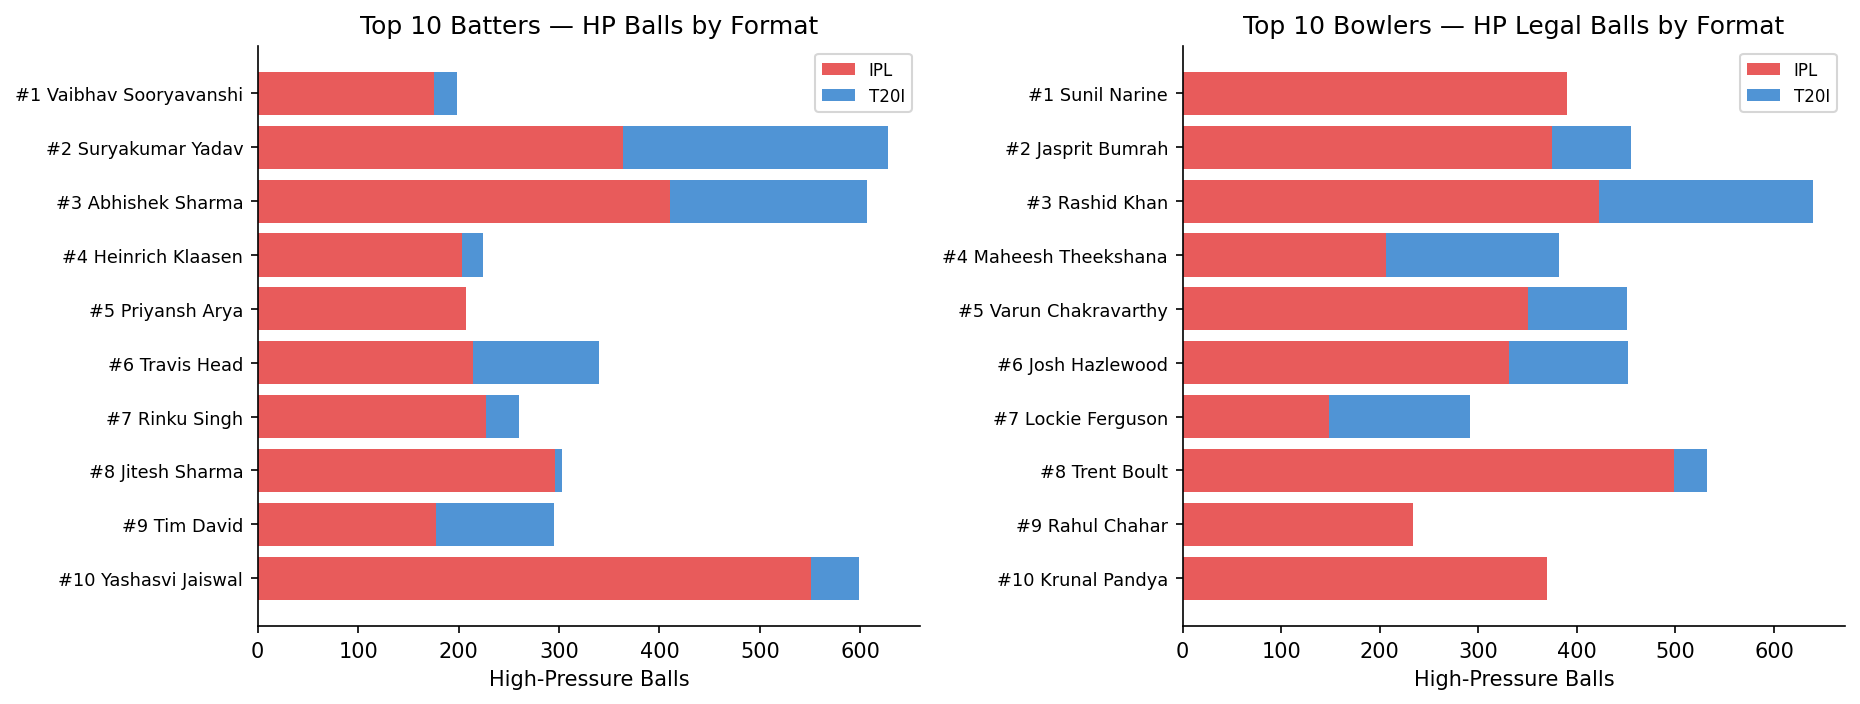 Top 10 Batters — HP Balls by Format
IPL
T20I
#1 Vaibhav Sooryavanshi
#2 Suryakumar Yadav
#3 Abhishek Sharma
#4 Heinrich Klaasen
#5 Priyansh Arya
#6 Travis Head
#7 Rinku Singh
#8 Jitesh Sharma
#9 Tim David
#10 Yashasvi Jaiswal
0 100 200 300 400 500 600
High-Pressure Balls
Top 10 Bowlers — HP Legal Balls by Format
IPL
T20I
#1 Sunil Narine
#2 Jasprit Bumrah
#3 Rashid Khan
#4 Maheesh Theekshana
#5 Varun Chakravarthy
#6 Josh Hazlewood
#7 Lockie Ferguson
#8 Trent Boult
#9 Rahul Chahar
#10 Krunal Pandya
0 100 200 300 400 500 600
High-Pressure Balls